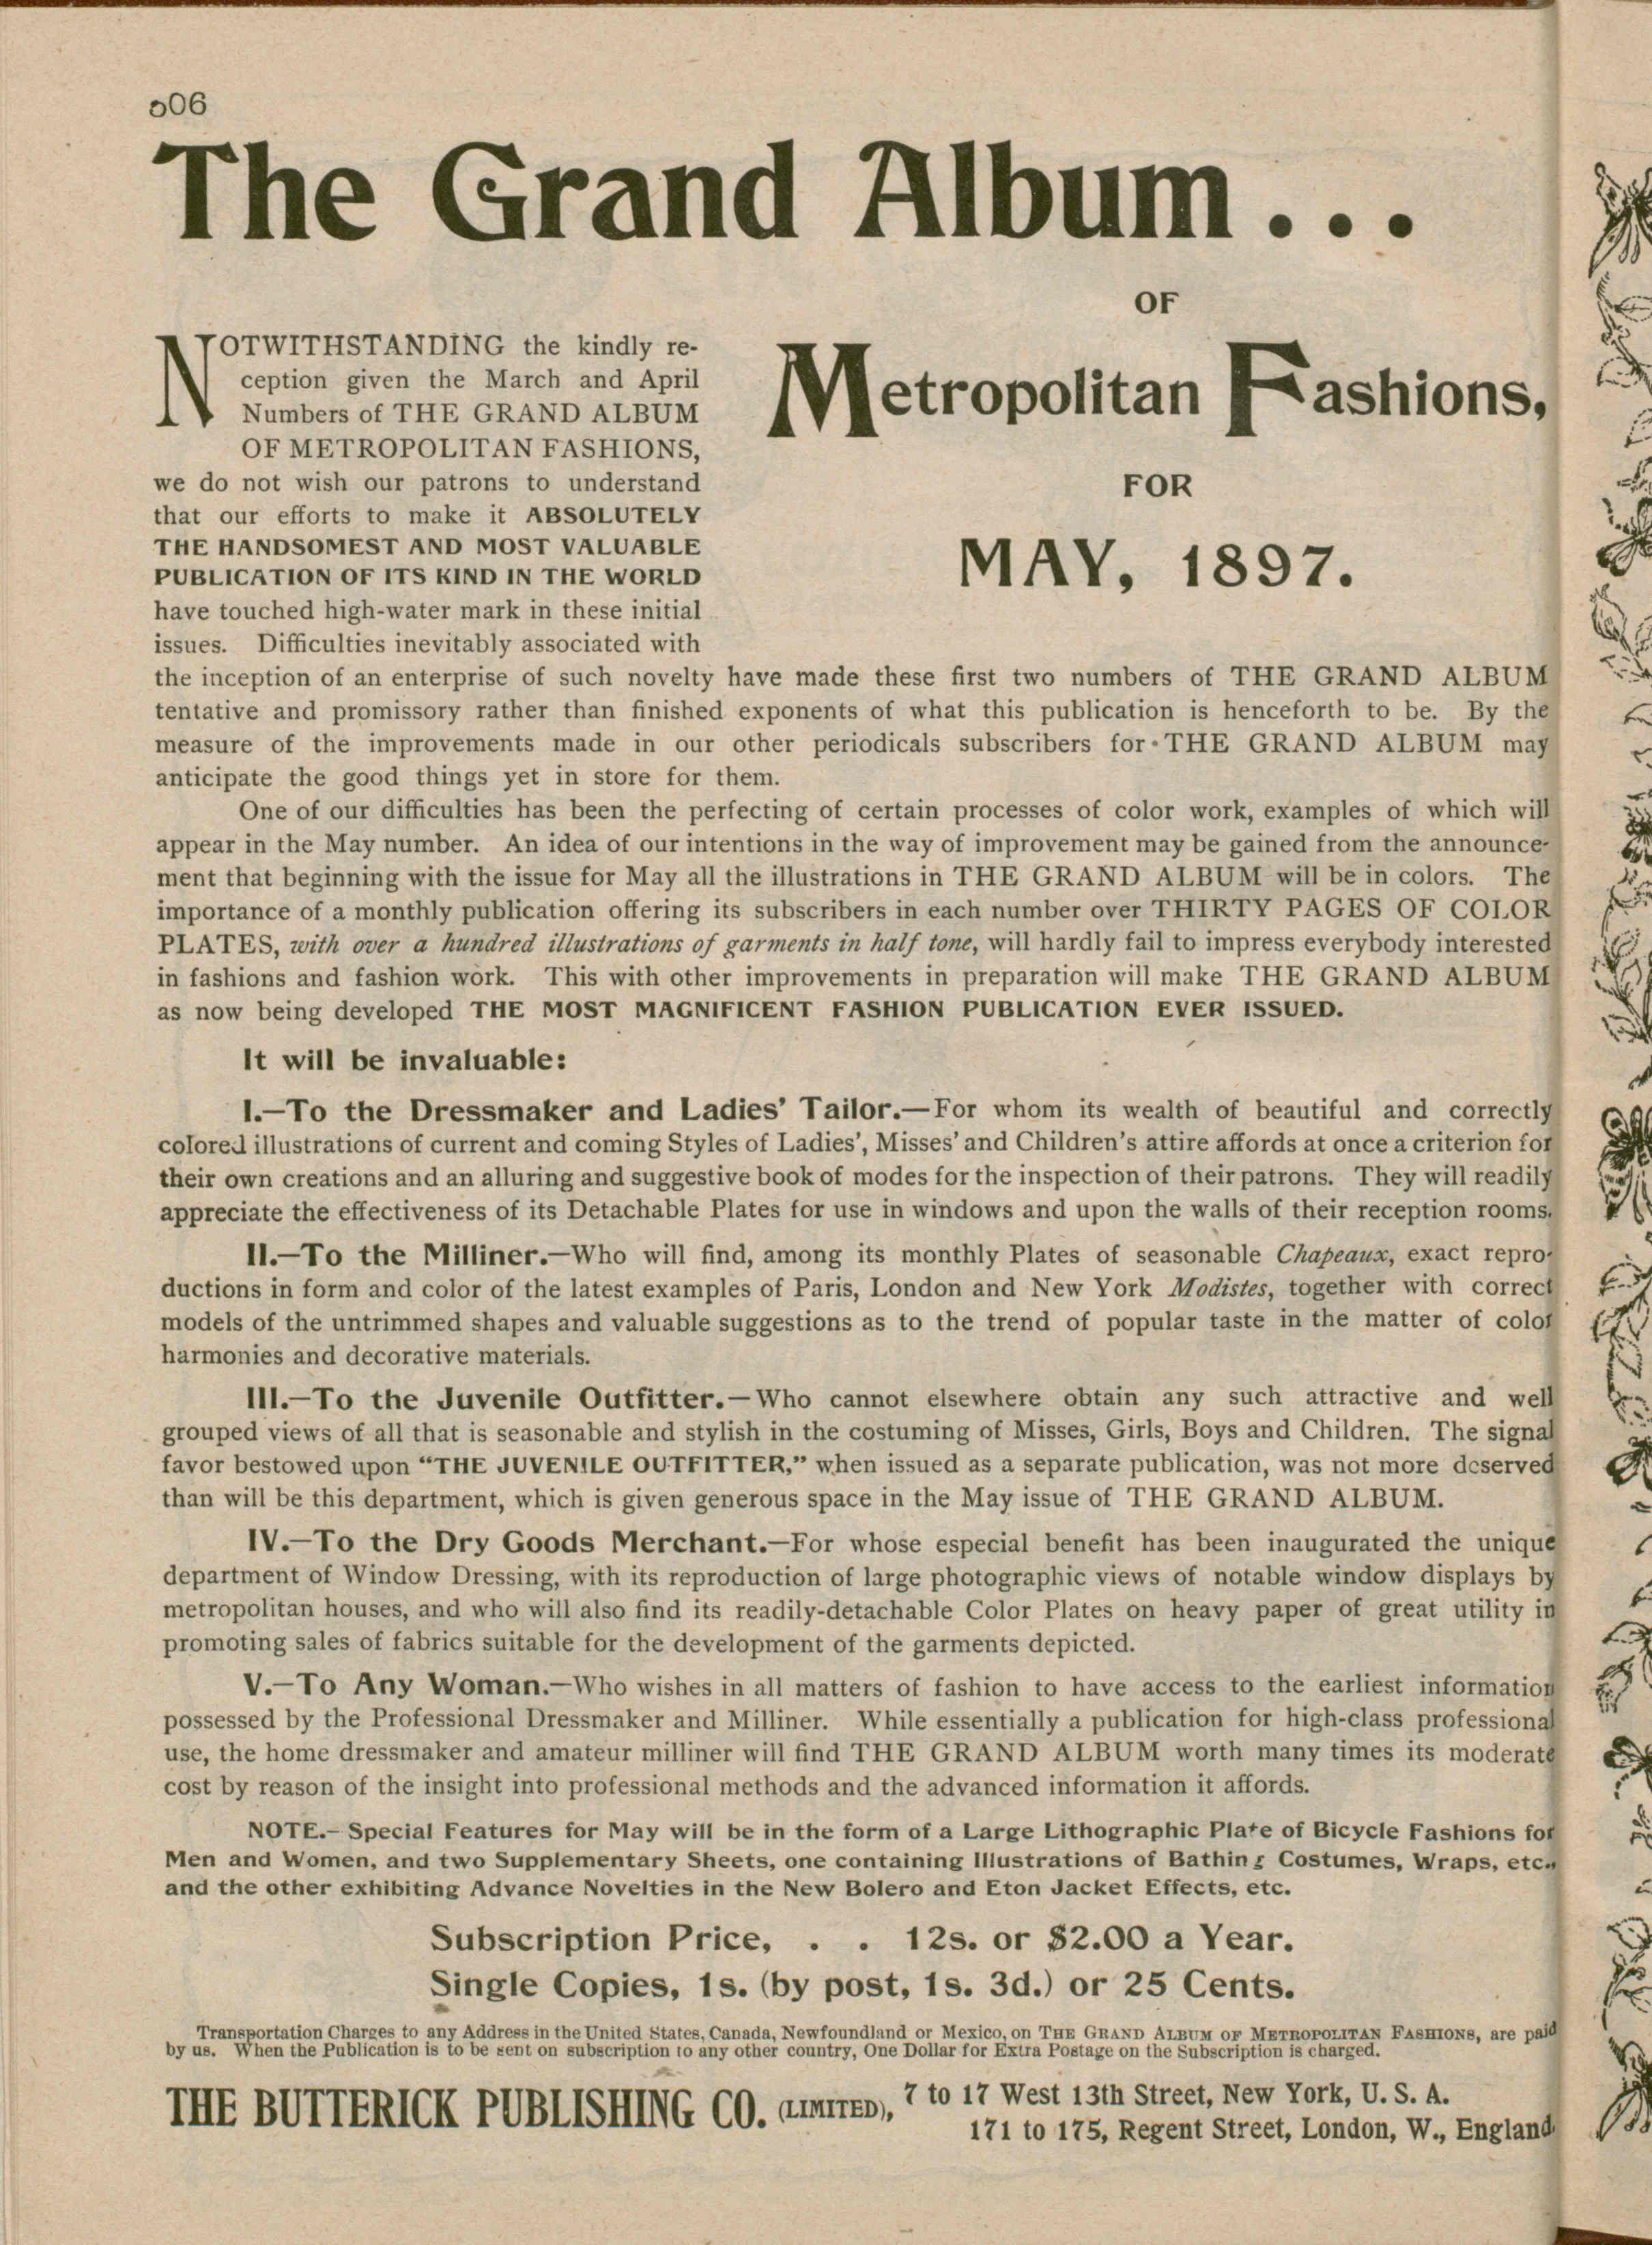 The Grand Album...
OF
Metropolitan Fashions,
FOR
MAY, 1897.
NOTWITHSTANDING the kindly re-
ception given the March and April
Numbers of THE GRAND ALBUM
OF METROPOLITAN FASHIONS,
we do not wish our patrons to understand
that our efforts to make it ABSOLUTELY
THE HANDSOMEST AND MOST VALUABLE
PUBLICATION OF ITS KIND IN THE WORLD
have touched high-water mark in these initial
issues. Difficulties inevitably associated with
the inception of an enterprise of such novelty have made these first two numbers of THE GRAND ALBUM
tentative and promissory rather than finished exponents of what this publication is henceforth to be. By the
measure of the improvements made in our other periodicals subscribers for THE GRAND ALBUM may
anticipate the good things yet in store for them.
One of our difficulties has been the perfecting of certain processes of color work, examples of which will
appear in the May number. An idea of our intentions in the way of improvement may be gained from the announce-
ment that beginning with the issue for May all the illustrations in THE GRAND ALBUM will be in colors. The
importance of a monthly publication offering its subscribers in each number over THIRTY PAGES OF COLOR
PLATES, with over a hundred illustrations of garments in half tone, will hardly fail to impress everybody interested
in fashions and fashion work. This with other improvements in preparation will make THE GRAND ALBUM
as now being developed THE MOST MAGNIFICENT FASHION PUBLICATION EVER ISSUED.
It will be invaluable:
I.—To the Dressmaker and Ladies' Tailor.—For whom its wealth of beautiful and correctly
colored illustrations of current and coming Styles of Ladies', Misses' and Children's attire affords at once a criterion for
their own creations and an alluring and suggestive book of modes for the inspection of their patrons. They will readily
appreciate the effectiveness of its Detachable Plates for use in windows and upon the walls of their reception rooms.
II.—To the Milliner.—Who will find, among its monthly Plates of seasonable Chapeaux, exact repro-
ductions in form and color of the latest examples of Paris, London and New York Modistes, together with correct
models of the untrimmed shapes and valuable suggestions as to the trend of popular taste in the matter of color
harmonies and decorative materials.
III.—To the Juvenile Outfitter.—Who cannot elsewhere obtain any such attractive and well
grouped views of all that is seasonable and stylish in the costuming of Misses, Girls, Boys and Children. The signal
favor bestowed upon "THE JUVENILE OUTFITTER," when issued as a separate publication, was not more deserved
than will be this department, which is given generous space in the May issue of THE GRAND ALBUM.
IV.—To the Dry Goods Merchant.—For whose especial benefit has been inaugurated the unique
department of Window Dressing, with its reproduction of large photographic views of notable window displays by
metropolitan houses, and who will also find its readily-detachable Color Plates on heavy paper of great utility in
promoting sales of fabrics suitable for the development of the garments depicted.
V.—To Any Woman.—Who wishes in all matters of fashion to have access to the earliest information
possessed by the Professional Dressmaker and Milliner. While essentially a publication for high-class professional
use, the home dressmaker and amateur milliner will find THE GRAND ALBUM worth many times its moderate
cost by reason of the insight into professional methods and the advanced information it affords.
NOTE.—Special Features for May will be in the form of a Large Lithographic Plate of Bicycle Fashions for
Men and Women, and two Supplementary Sheets, one containing Illustrations of Bathing Costumes, Wraps, etc.,
and the other exhibiting Advance Novelties in the New Bolero and Eton Jacket Effects, etc.
Subscription Price, . . 12s. or $2.00 a Year.
Single Copies, 1s. (by post, 1s. 3d.) or 25 Cents.
Transportation Charges to any Address in the United States, Canada, Newfoundland or Mexico, on THE GRAND ALBUM OF METROPOLITAN FASHIONS, are paid
by us. When the Publication is to be sent on subscription to any other country, One Dollar for Extra Postage on the Subscription is charged.
THE BUTTERICK PUBLISHING CO. (LIMITED), 7 to 17 West 13th Street, New York, U. S. A.
171 to 175, Regent Street, London, W., England